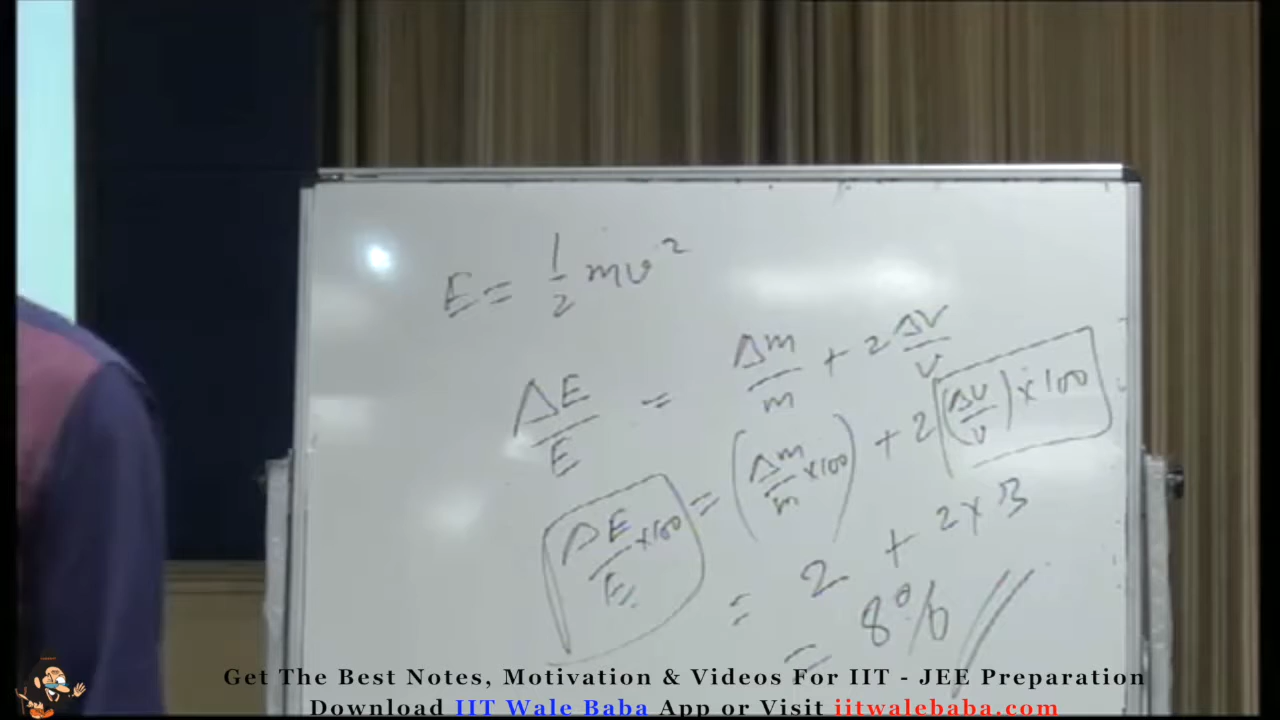 E = 1/2 mv²
ΔE/E = Δm/m + 2 Δv/v
ΔE/E ×100 = (Δm/m ×100) + 2 (Δv/v) × 100
= 2 + 2×3
= 8%
Get The Best Notes, Motivation & Videos For IIT - JEE Preparation
Download IIT Wale Baba App or Visit iitwalebaba.com